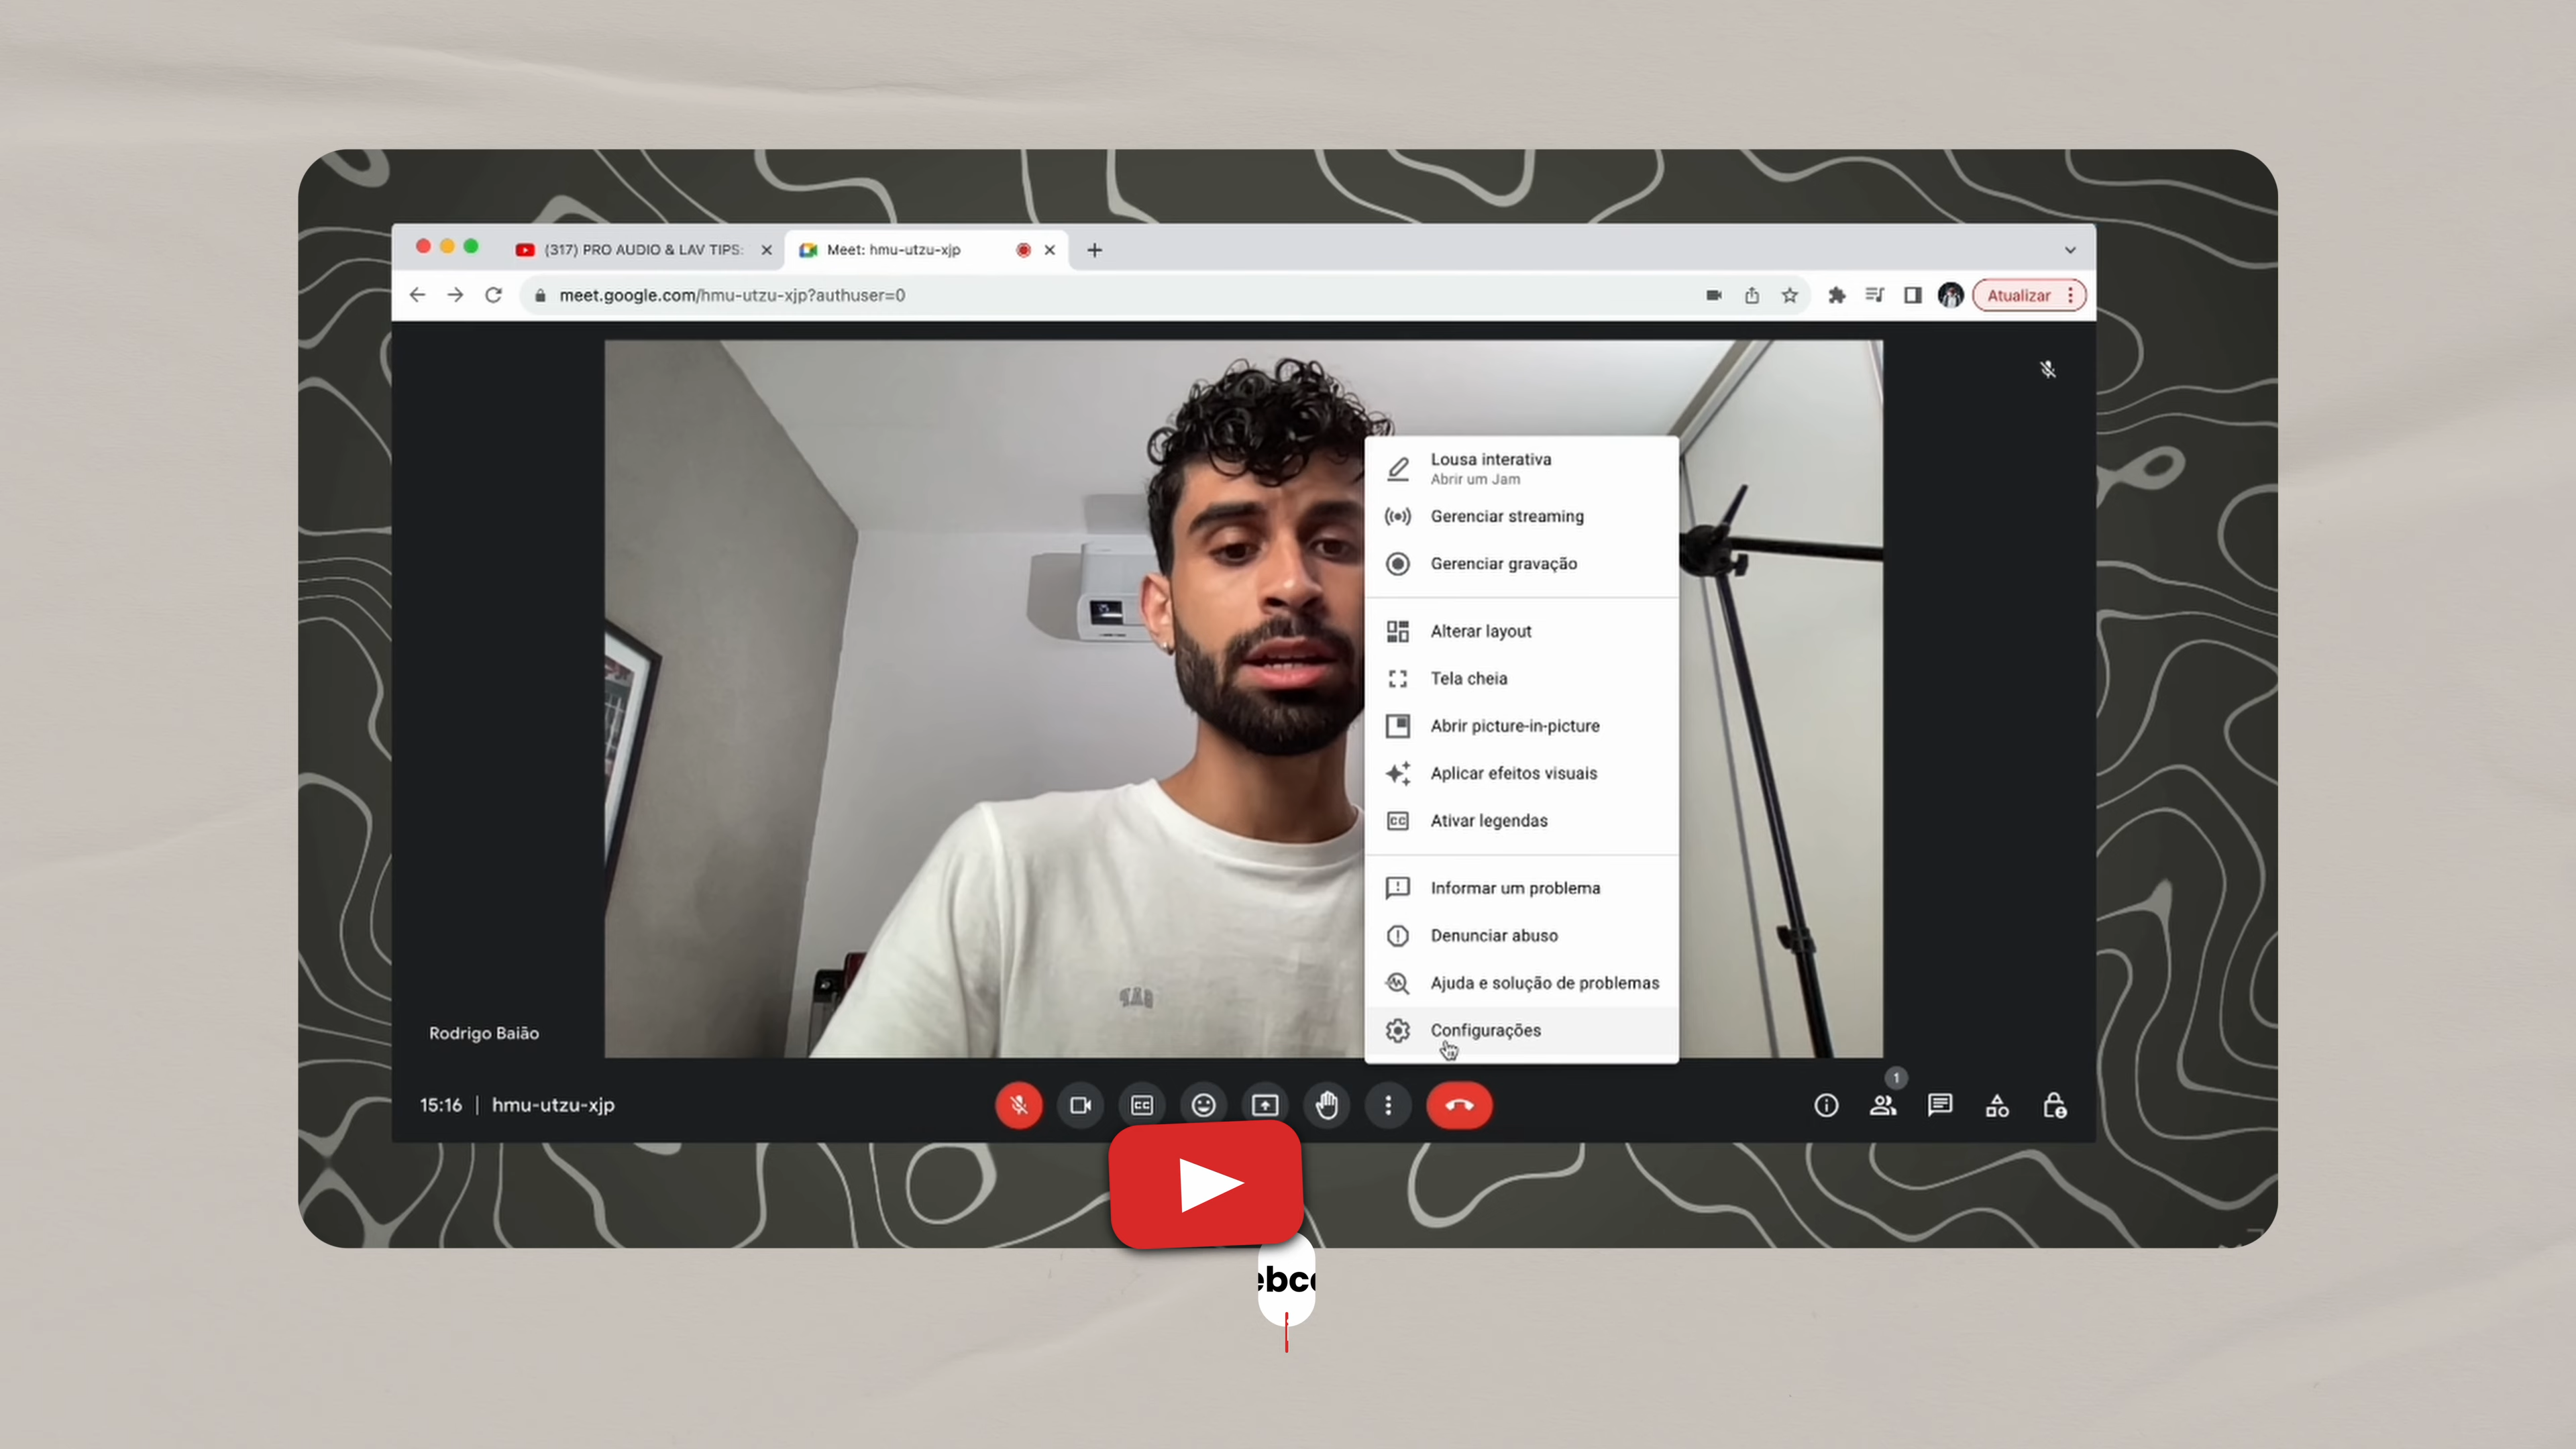 (317) PRO AUDIO & LAV TIPS:
Meet: hmu-utzu-xjp
meet.google.com/hmu-utzu-xjp?authuser=0
Atualizar
Lousa interativa
Abrir um Jam
Gerenciar streaming
Gerenciar gravação
Alterar layout
Tela cheia
Abrir picture-in-picture
Aplicar efeitos visuais
Ativar legendas
Informar um problema
Denunciar abuso
Ajuda e solução de problemas
Configurações
GAP
Rodrigo Baião
15:16 | hmu-utzu-xjp
CC
1